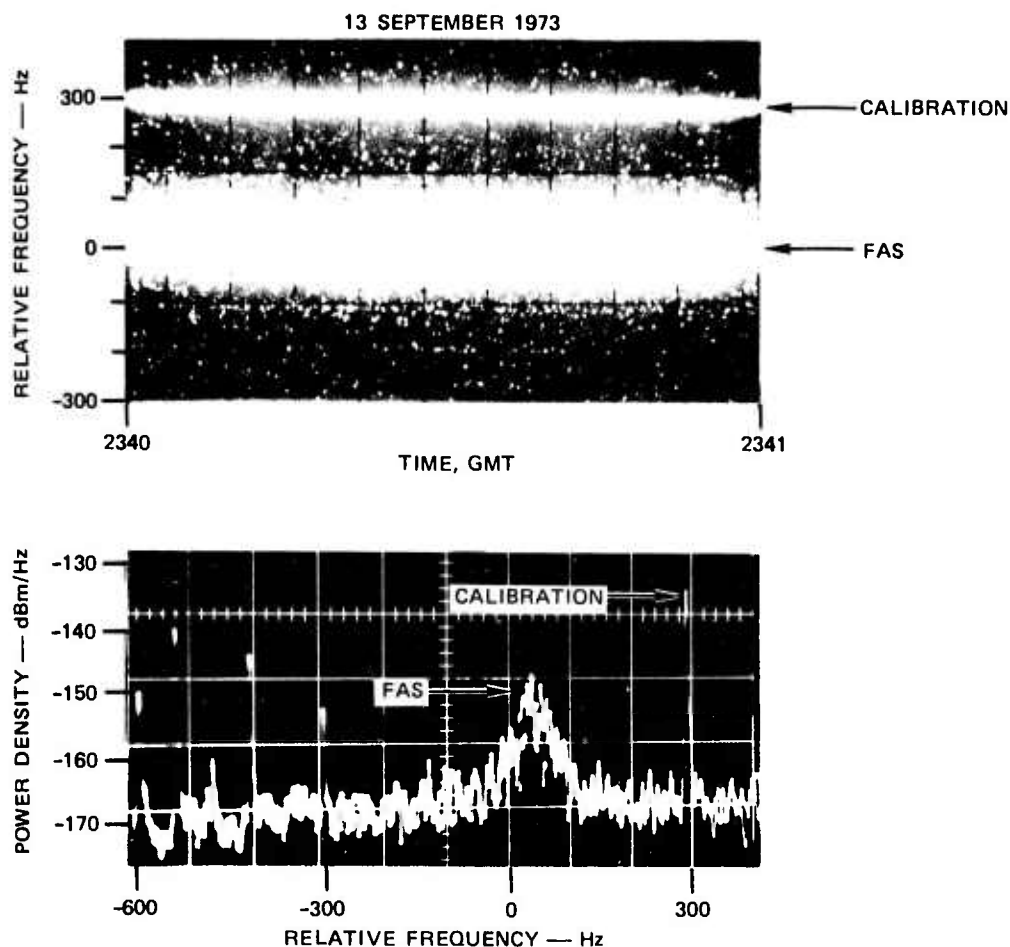 13 SEPTEMBER 1973
RELATIVE FREQUENCY — Hz
300
0
-300
CALIBRATION
FAS
2340
2341
TIME, GMT
POWER DENSITY — dBm/Hz
-130
-140
-150
-160
-170
CALIBRATION
FAS
-600
-300
0
300
RELATIVE FREQUENCY — Hz